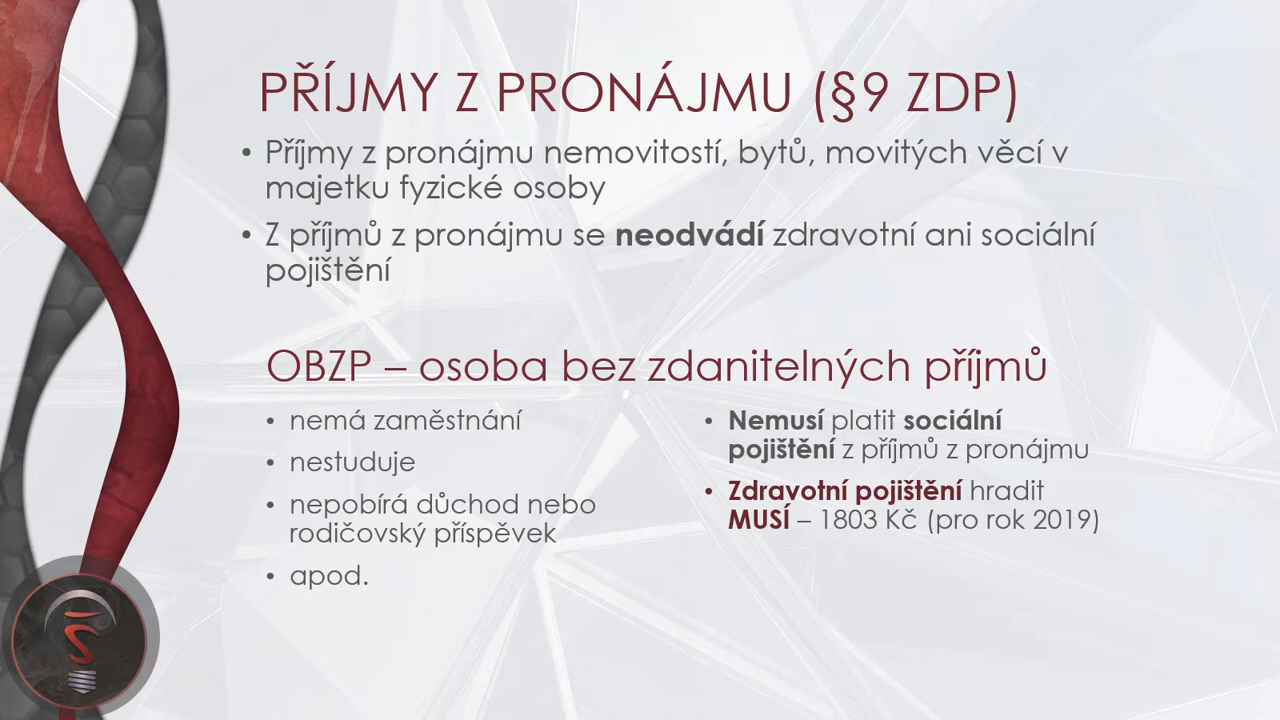 PŘÍJMY Z PRONÁJMU (§9 ZDP)
• Příjmy z pronájmu nemovitostí, bytů, movitých věcí v
majetku fyzické osoby
• Z příjmů z pronájmu se neodvádí zdravotní ani sociální
pojištění
OBZP – osoba bez zdanitelných příjmů
• nemá zaměstnání
• nestuduje
• nepobírá důchod nebo
rodičovský příspěvek
• apod.
• Nemusí platit sociální
pojištění z příjmů z pronájmu
• Zdravotní pojištění hradit
MUSÍ – 1803 Kč (pro rok 2019)